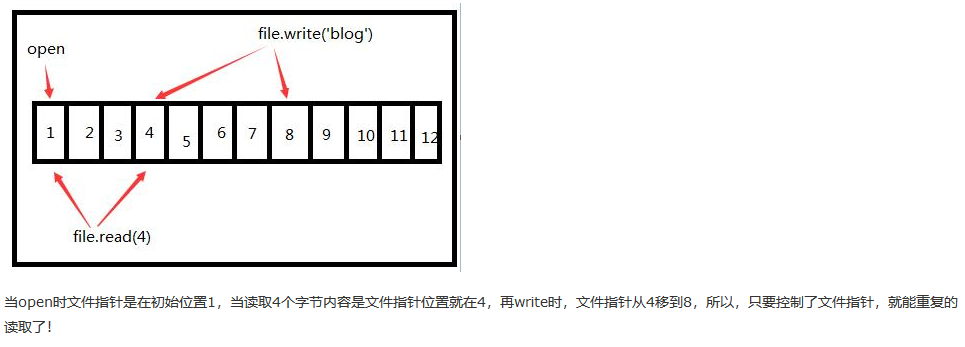 file.write('blog')
open
1 2 3 4 5 6 7 8 9 10 11 12
file.read(4)
当open时文件指针是在初始位置1，当读取4个字节内容是文件指针位置就在4，再write时，文件指针从4移到8，所以，只要控制了文件指针，就能重复的
读取了！